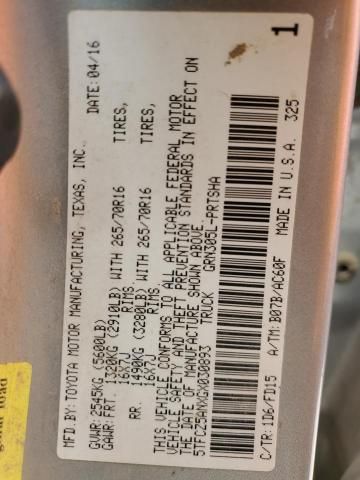 MFD.BY: TOYOTA MOTOR MANUFACTURING, TEXAS, INC. DATE: 04/16
GVWR: 2545KG (5600LB)
GAWR: FRT. 1320KG (2910LB) WITH 265/70R16 TIRES,
16X7J RIMS,
RR. 1490KG (3280LB) WITH 265/70R16 TIRES,
16X7J RIMS,
THIS VEHICLE CONFORMS TO ALL APPLICABLE FEDERAL MOTOR
VEHICLE SAFETY AND THEFT PREVENTION STANDARDS IN EFFECT ON
THE DATE OF MANUFACTURE SHOWN ABOVE.
5TFCZ5ANXGX030893 TRUCK GRN305L-PRTSHA
C/TR: 1D6/FD15 A/TM: B07B/AC60F MADE IN U.S.A. 325
1
road